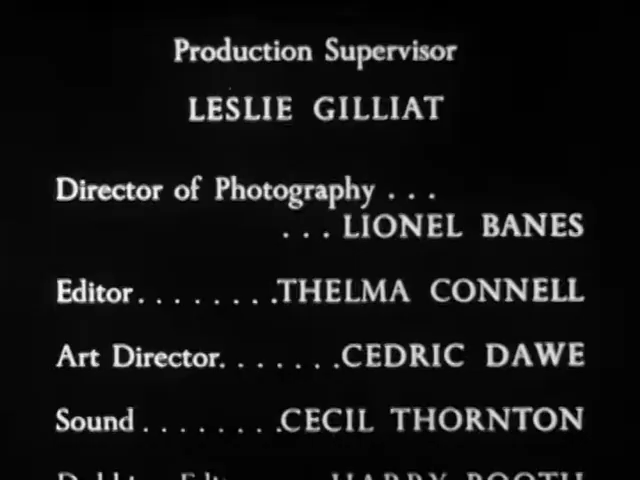 Production Supervisor
LESLIE GILLIAT
Director of Photography . . .
. . . LIONEL BANES
Editor . . . . . . . . THELMA CONNELL
Art Director. . . . . . . CEDRIC DAWE
Sound . . . . . . . . CECIL THORNTON